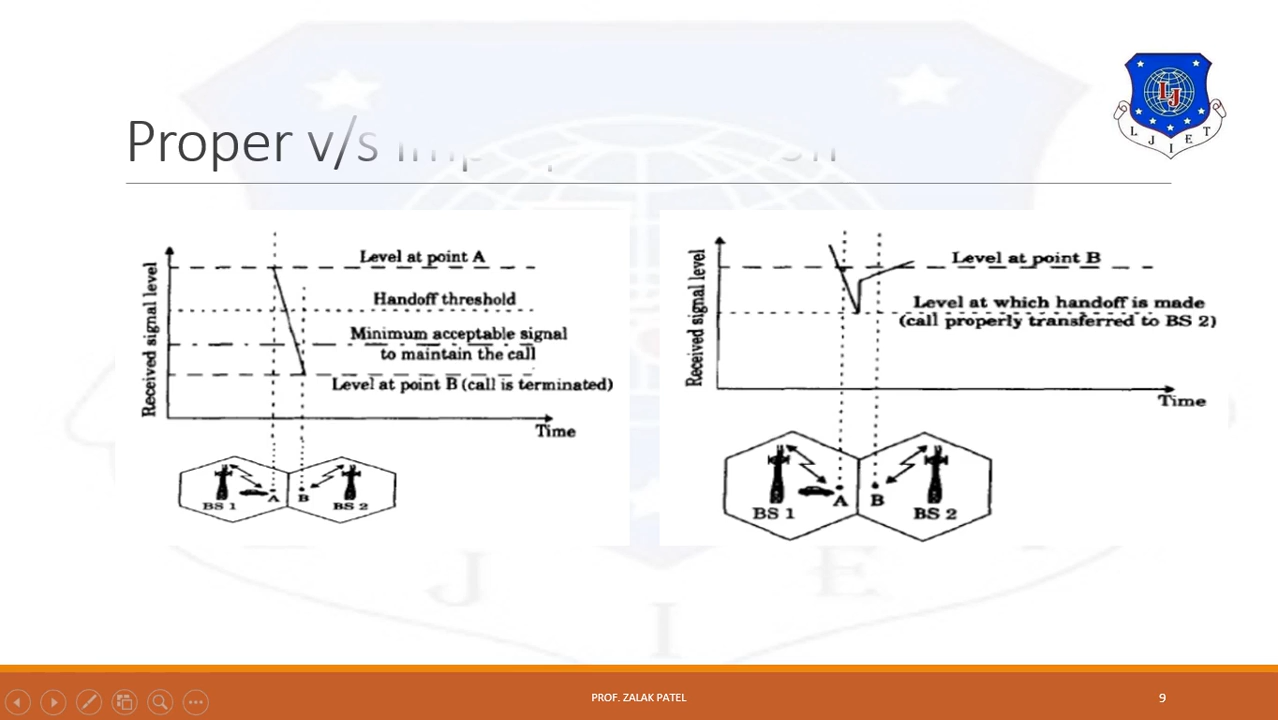 Proper v/s
L J I E T
Received signal level
Level at point A
Handoff threshold
Minimum acceptable signal
to maintain the call
Level at point B (call is terminated)
Time
BS 1
A
B
BS 2
Received signal level
Level at point B
Level at which handoff is made
(call properly transferred to BS 2)
Time
BS 1
A
B
BS 2
J
I
E
PROF. ZALAK PATEL
9